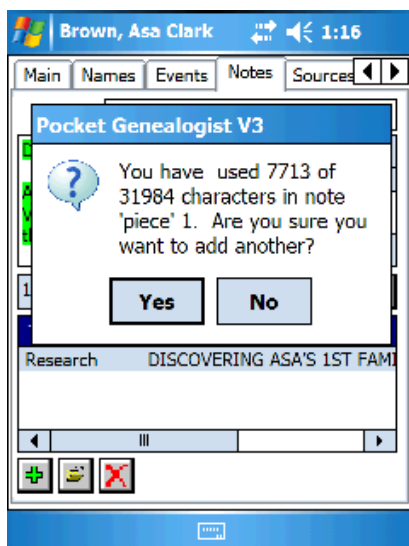 Brown, Asa Clark 1:16
Main Names Events Notes Sources
Pocket Genealogist V3
You have used 7713 of
31984 characters in note
'piece' 1. Are you sure you
want to add another?
Yes No
Research DISCOVERING ASA'S 1ST FAMI